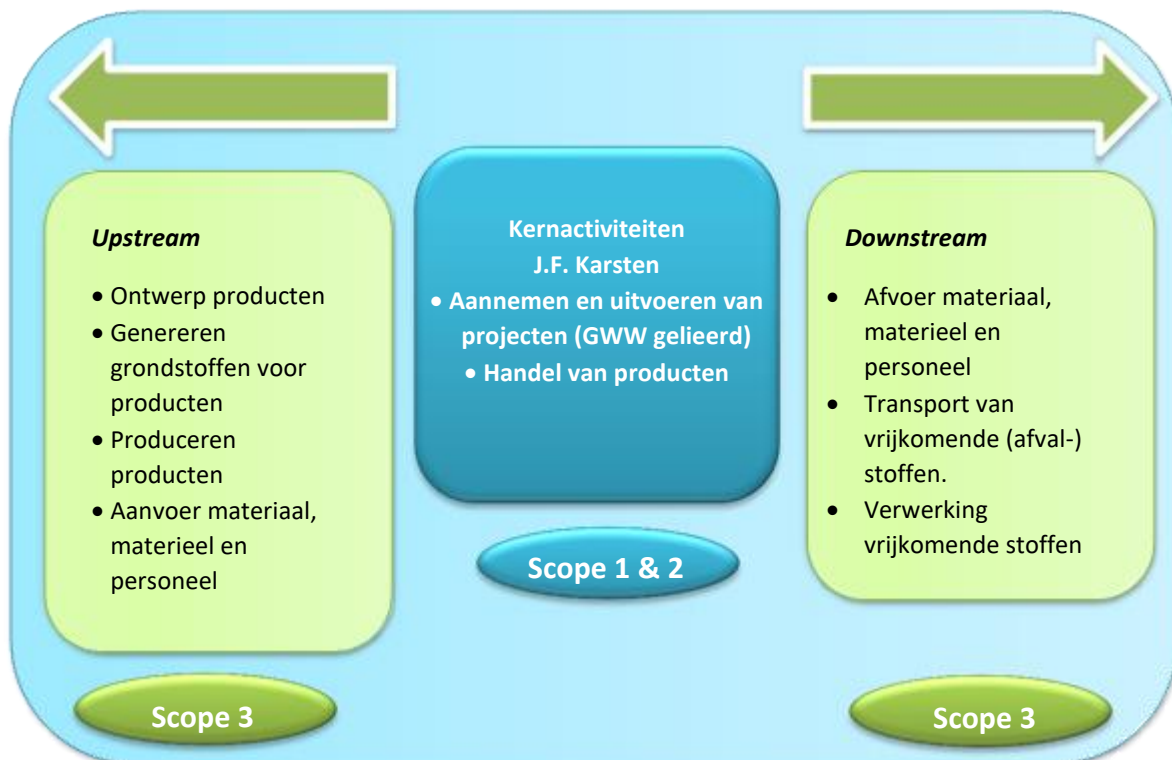 Upstream
• Ontwerp producten
• Genereren
grondstoffen voor
producten
• Produceren
producten
• Aanvoer materiaal,
materieel en
personeel
Scope 3
Kernactiviteiten
J.F. Karsten
• Aannemen en uitvoeren van
projecten (GWW gelieerd)
• Handel van producten
Scope 1 & 2
Downstream
• Afvoer materiaal,
materieel en
personeel
• Transport van
vrijkomende (afval-)
stoffen.
• Verwerking
vrijkomende stoffen
Scope 3